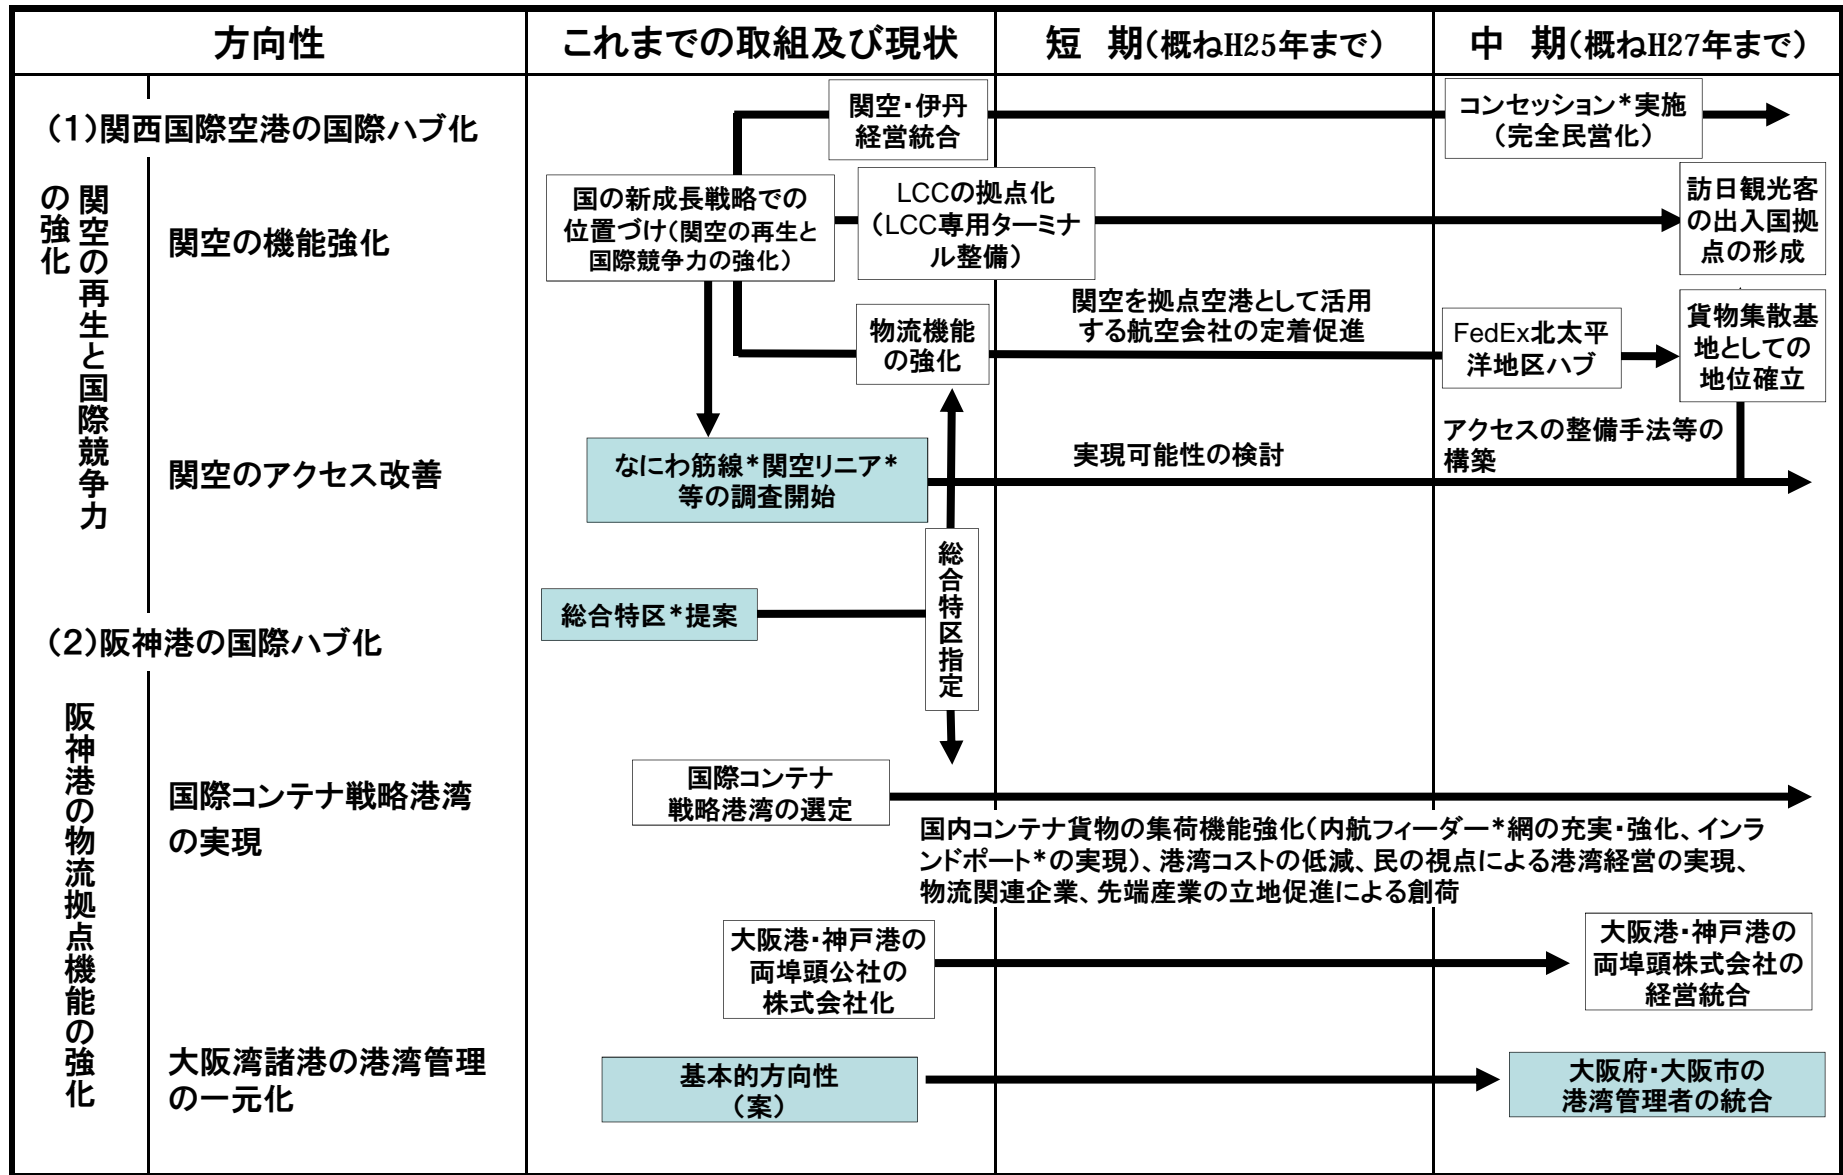 方向性
これまでの取組及び現状
短　期(概ねH25年まで)
中　期(概ねH27年まで)
(1)関西国際空港の国際ハブ化
関空の再生と国際競争力
の強化
関空の機能強化
関空のアクセス改善
国の新成長戦略での
位置づけ(関空の再生と
国際競争力の強化)
関空・伊丹
経営統合
コンセッション*実施
(完全民営化)
LCCの拠点化
(LCC専用ターミナ
ル整備)
訪日観光客
の出入国拠
点の形成
物流機能
の強化
関空を拠点空港として活用
する航空会社の定着促進
FedEx北太平
洋地区ハブ
貨物集散基
地としての
地位確立
なにわ筋線*関空リニア*
等の調査開始
実現可能性の検討
アクセスの整備手法等の
構築
総合特区*提案
総合特区指定
(2)阪神港の国際ハブ化
阪神港の物流拠点機能の強化
国際コンテナ戦略港湾
の実現
国際コンテナ
戦略港湾の選定
国内コンテナ貨物の集荷機能強化(内航フィーダー*網の充実・強化、インラ
ンドポート*の実現)、港湾コストの低減、民の視点による港湾経営の実現、
物流関連企業、先端産業の立地促進による創荷
大阪港・神戸港の
両埠頭公社の
株式会社化
大阪港・神戸港の
両埠頭株式会社の
経営統合
大阪湾諸港の港湾管理
の一元化
基本的方向性
(案)
大阪府・大阪市の
港湾管理者の統合